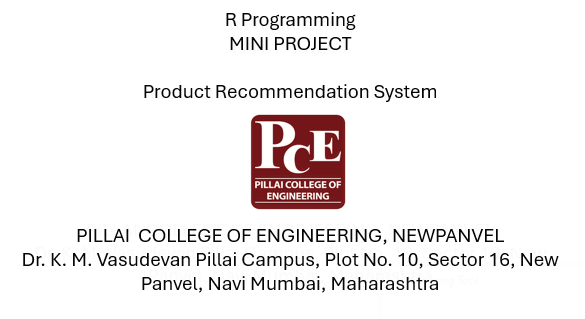 R Programming
MINI PROJECT
Product Recommendation System
PCE
PILLAI COLLEGE OF
ENGINEERING
PILLAI  COLLEGE OF ENGINEERING, NEWPANVEL
Dr. K. M. Vasudevan Pillai Campus, Plot No. 10, Sector 16, New
Panvel, Navi Mumbai, Maharashtra